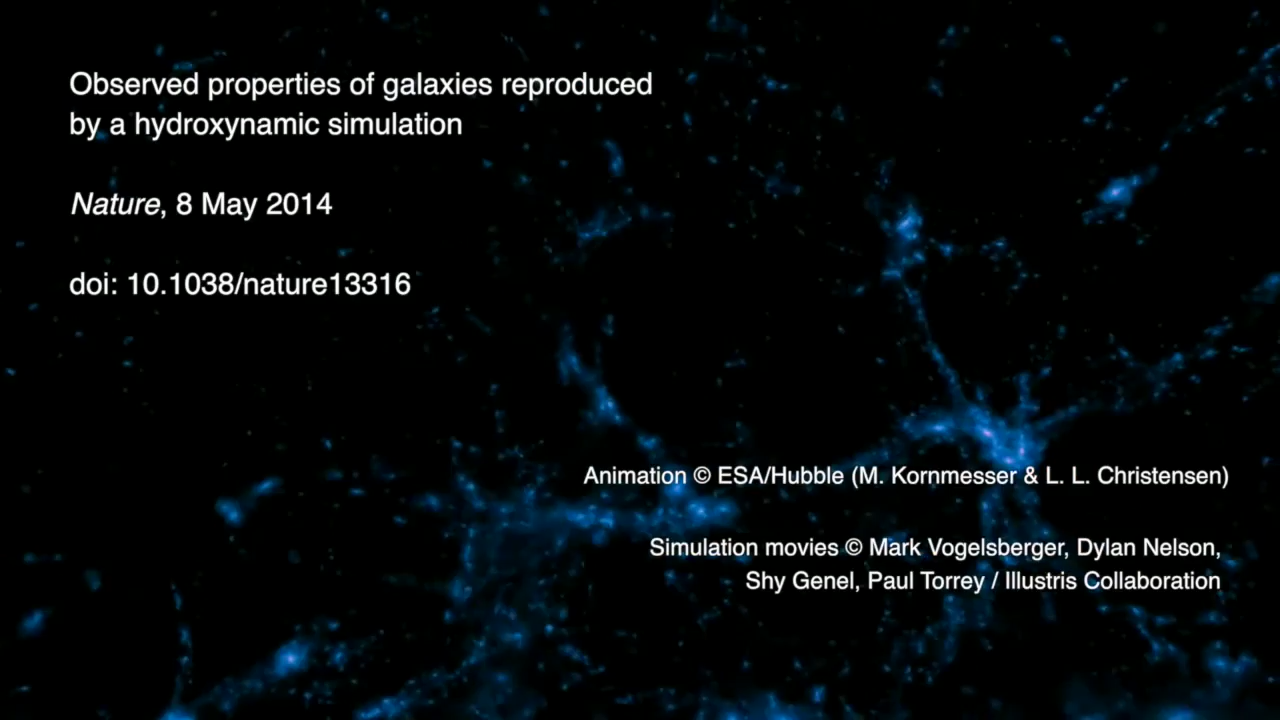 Observed properties of galaxies reproduced
by a hydroxynamic simulation
Nature, 8 May 2014
doi: 10.1038/nature13316
Animation © ESA/Hubble (M. Kornmesser & L. L. Christensen)
Simulation movies © Mark Vogelsberger, Dylan Nelson,
Shy Genel, Paul Torrey / Illustris Collaboration